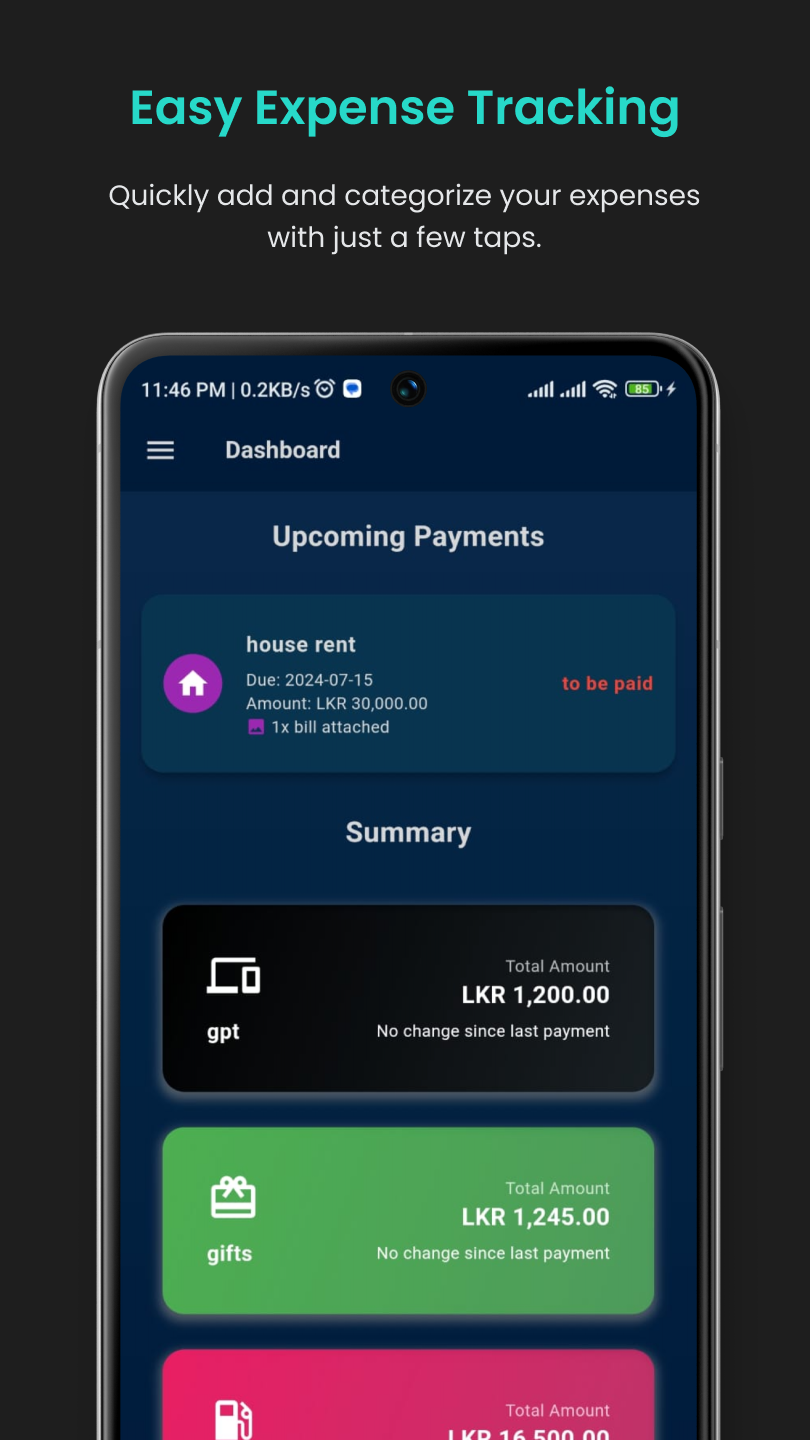 Easy Expense Tracking
Quickly add and categorize your expenses
with just a few taps.
11:46 PM | 0.2KB/s
85
Dashboard
Upcoming Payments
house rent
Due: 2024-07-15
Amount: LKR 30,000.00
1x bill attached
to be paid
Summary
Total Amount
LKR 1,200.00
gpt
No change since last payment
Total Amount
LKR 1,245.00
gifts
No change since last payment
Total Amount
LKR 16,500.00